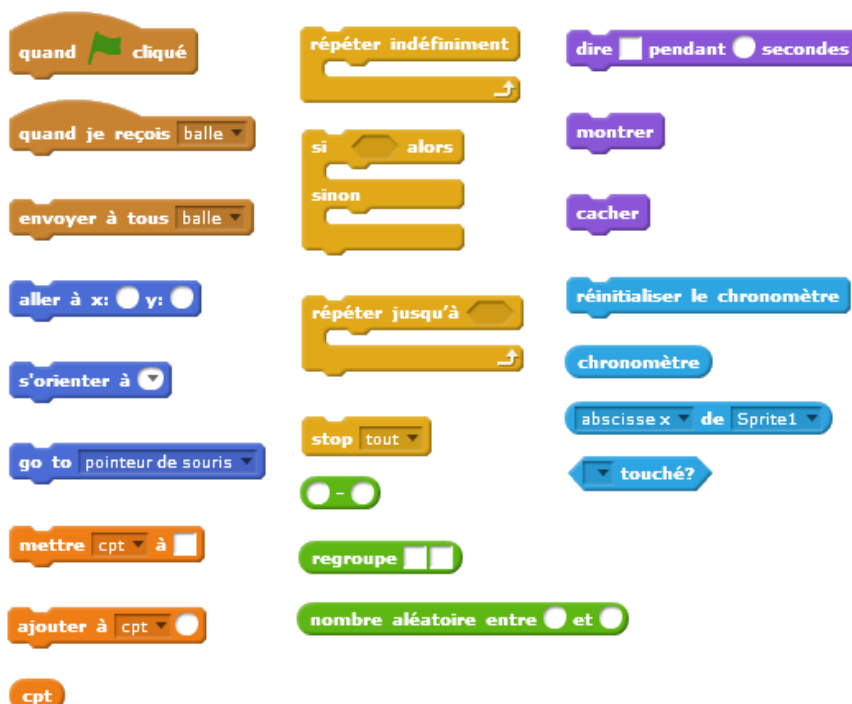 quand cliqué
quand je reçois balle
envoyer à tous balle
aller à x: y:
s'orienter à
go to pointeur de souris
mettre cpt à
ajouter à cpt
cpt
répéter indéfiniment
si alors
sinon
répéter jusqu'à
stop tout
-
regroupe
nombre aléatoire entre et
dire pendant secondes
montrer
cacher
réinitialiser le chronomètre
chronomètre
abscisse x de Sprite1
touché?